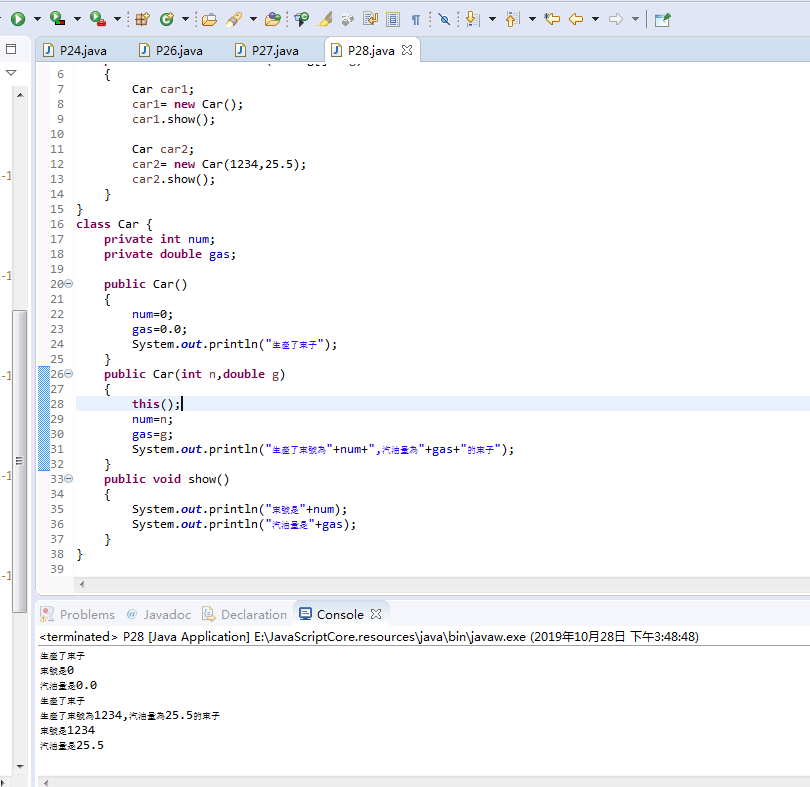 P24.java P26.java P27.java P28.java
6 {
7 Car car1;
8 car1= new Car();
9 car1.show();
10
11 Car car2;
12 car2= new Car(1234,25.5);
13 car2.show();
14 }
15 }
16 class Car {
17 private int num;
18 private double gas;
19
20 public Car()
21 {
22 num=0;
23 gas=0.0;
24 System.out.println("生產了車子");
25 }
26 public Car(int n,double g)
27 {
28 this();
29 num=n;
30 gas=g;
31 System.out.println("生產了車號為"+num+",汽油量為"+gas+"的車子");
32 }
33 public void show()
34 {
35 System.out.println("車號是"+num);
36 System.out.println("汽油量是"+gas);
37 }
38 }
39
Problems @ Javadoc Declaration Console
<terminated> P28 [Java Application] E:\JavaScriptCore.resources\java\bin\javaw.exe (2019年10月28日 下午3:48:48)
生產了車子
車號是0
汽油量是0.0
生產了車子
生產了車號為1234,汽油量為25.5的車子
車號是1234
汽油量是25.5